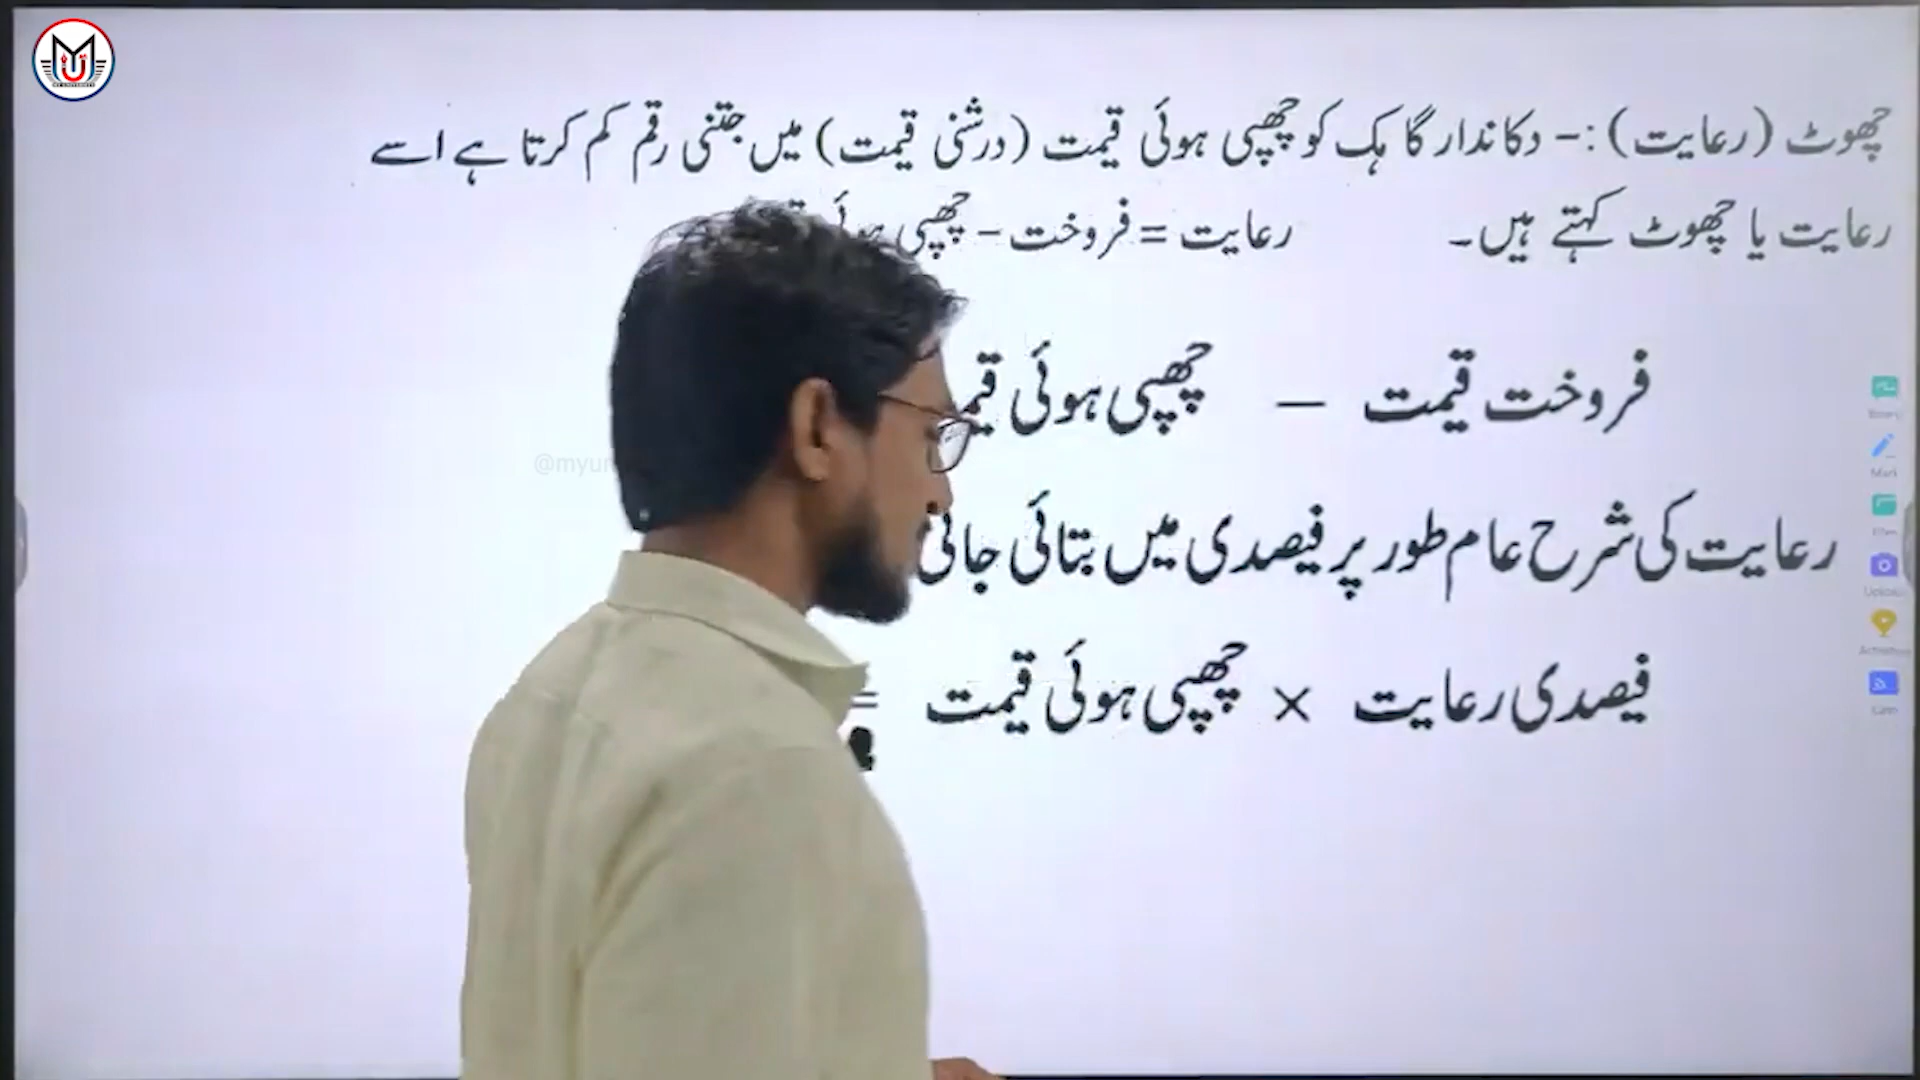 چھوٹ (رعایت) :- دکاندار گاہک کو چھپی ہوئی قیمت (درشنی قیمت) میں جتنی رقم کم کرتا ہے اسے
رعایت یا چھوٹ کہتے ہیں۔ رعایت = فروخت - چھپی ہوئی
فروخت قیمت – چھپی ہوئی
رعایت کی شرح عام طور پر فیصدی میں بتائی جاتی
فیصدی رعایت × چھپی ہوئی قیمت =